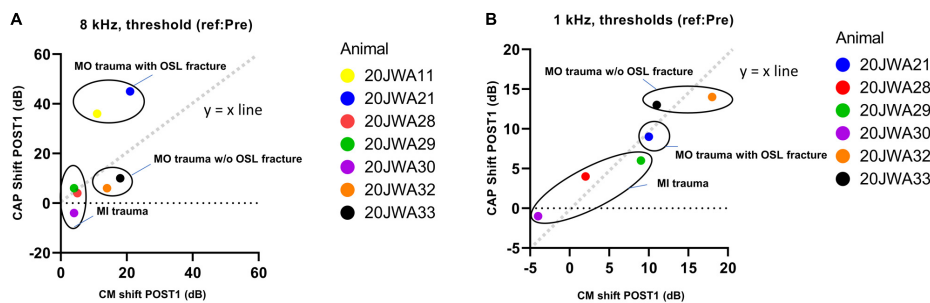 A
8 kHz, threshold (ref:Pre)
CAP Shift POST1 (dB)
60
40
20
0
-20
MO trauma with OSL fracture
y = x line
MO trauma w/o OSL fracture
MI trauma
0
20
40
60
CM shift POST1 (dB)
Animal
20JWA11
20JWA21
20JWA28
20JWA29
20JWA30
20JWA32
20JWA33
B
1 kHz, thresholds (ref:Pre)
CAP Shift POST1 (dB)
20
15
10
5
0
-5
MO trauma w/o OSL fracture
y = x line
MO trauma with OSL fracture
MI trauma
-5
0
5
10
15
20
CM shift POST1 (dB)
Animal
20JWA21
20JWA28
20JWA29
20JWA30
20JWA32
20JWA33